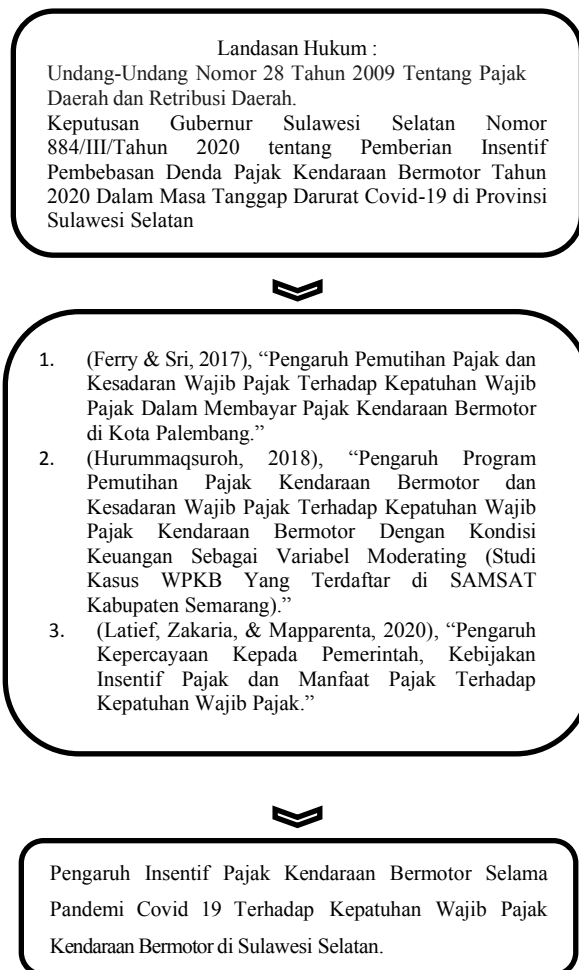 Landasan Hukum :
Undang-Undang Nomor 28 Tahun 2009 Tentang Pajak
Daerah dan Retribusi Daerah.
Keputusan Gubernur Sulawesi Selatan Nomor
884/III/Tahun 2020 tentang Pemberian Insentif
Pembebasan Denda Pajak Kendaraan Bermotor Tahun
2020 Dalam Masa Tanggap Darurat Covid-19 di Provinsi
Sulawesi Selatan
1. (Ferry & Sri, 2017), “Pengaruh Pemutihan Pajak dan
Kesadaran Wajib Pajak Terhadap Kepatuhan Wajib
Pajak Dalam Membayar Pajak Kendaraan Bermotor
di Kota Palembang.”
2. (Hurummaqsuroh, 2018), “Pengaruh Program
Pemutihan Pajak Kendaraan Bermotor dan
Kesadaran Wajib Pajak Terhadap Kepatuhan Wajib
Pajak Kendaraan Bermotor Dengan Kondisi
Keuangan Sebagai Variabel Moderating (Studi
Kasus WPKB Yang Terdaftar di SAMSAT
Kabupaten Semarang).”
3. (Latief, Zakaria, & Mapparenta, 2020), “Pengaruh
Kepercayaan Kepada Pemerintah, Kebijakan
Insentif Pajak dan Manfaat Pajak Terhadap
Kepatuhan Wajib Pajak.”
Pengaruh Insentif Pajak Kendaraan Bermotor Selama
Pandemi Covid 19 Terhadap Kepatuhan Wajib Pajak
Kendaraan Bermotor di Sulawesi Selatan.